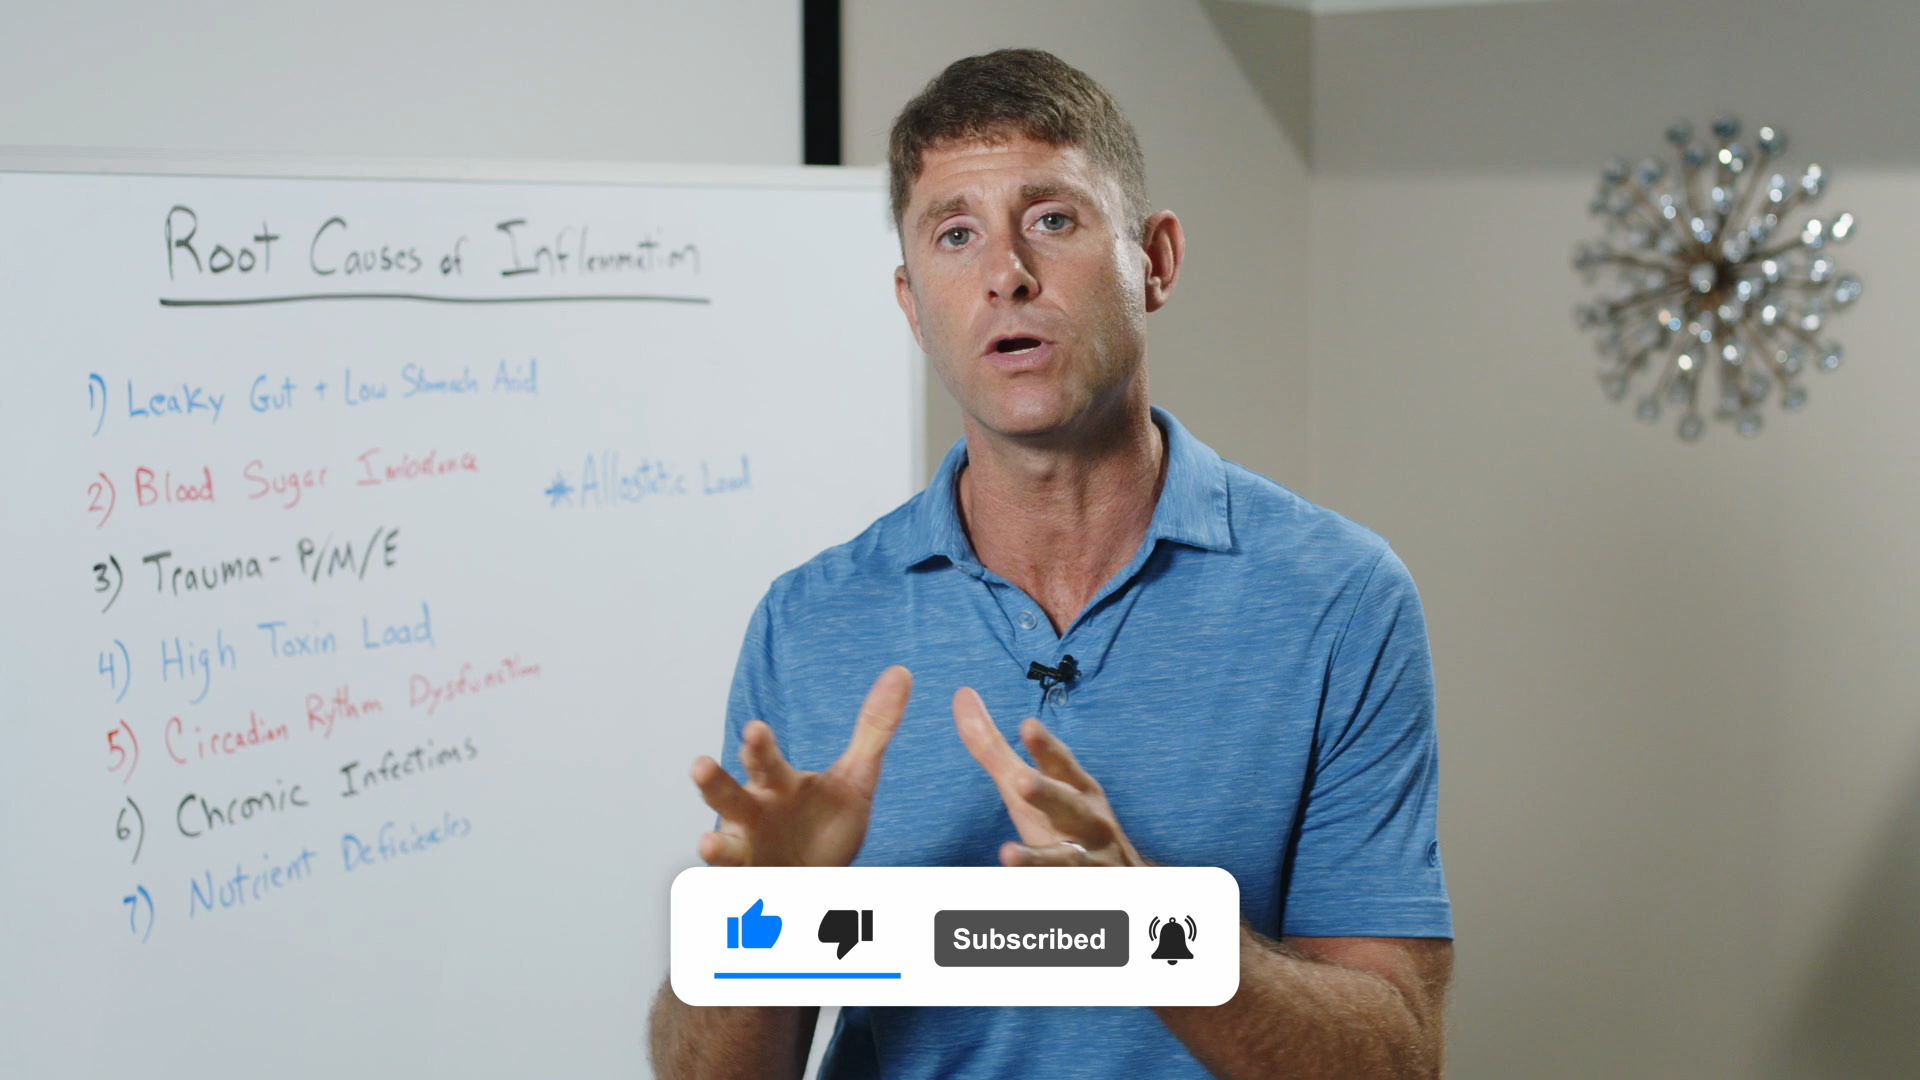 Root Causes of Inflammation
1) Leaky Gut + Low Stomach Acid
2) Blood Sugar Imbalance
* Allostatic Load
3) Trauma - P/M/E
4) High Toxin Load
5) Circadian Rythm Dysfunction
6) Chronic Infections
7) Nutrient Deficiencies
Subscribed